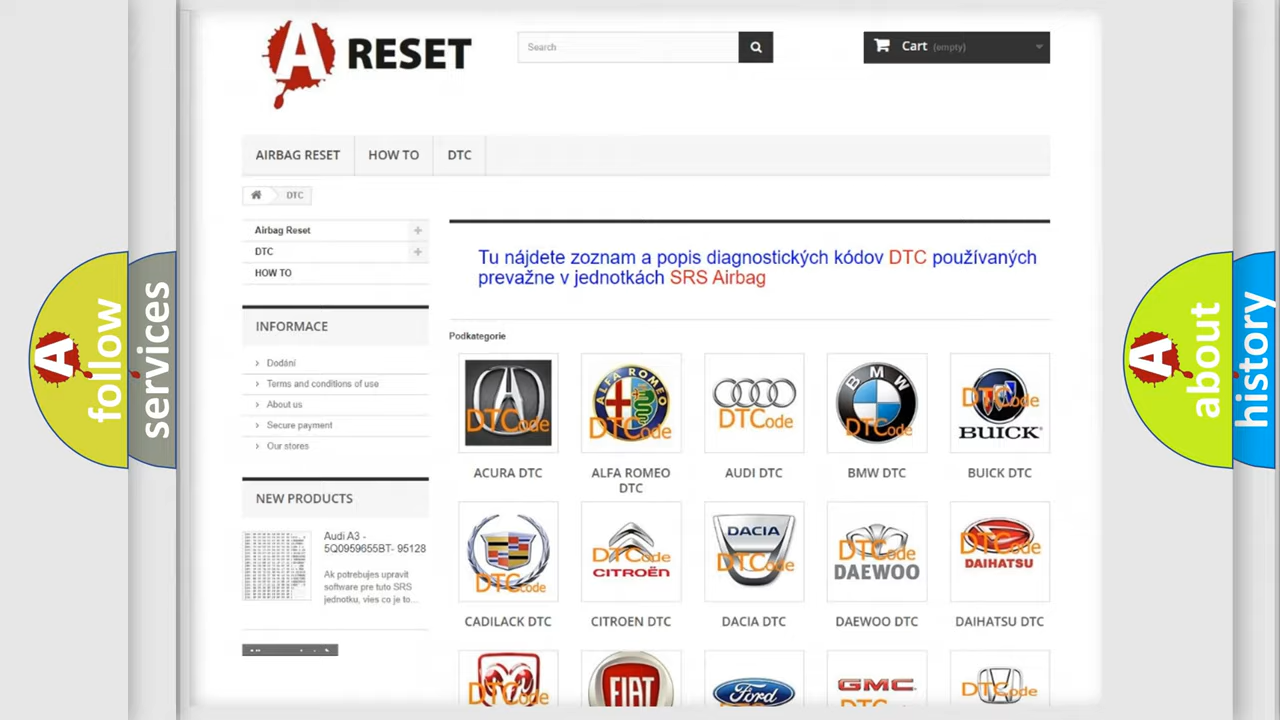 A RESET
Search
Cart (empty)
AIRBAG RESET
HOW TO
DTC
DTC
Airbag Reset
DTC
HOW TO
INFORMACE
Dodání
Terms and conditions of use
About us
Secure payment
Our stores
NEW PRODUCTS
Audi A3 -
5Q0959655BT- 95128
Ak potrebujes upravit
software pre tuto SRS
jednotku, vies co je to...
Tu nájdete zoznam a popis diagnostických kódov DTC používaných
prevažne v jednotkách SRS Airbag
Podkategorie
DTCode
ALFA ROMEO
DTCode
DTCode
BMW
DTCode
DTCode
BUICK
ACURA DTC
ALFA ROMEO
DTC
AUDI DTC
BMW DTC
BUICK DTC
DTCode
DTCode
CITROËN
DACIA
DTCode
DTCode
DAEWOO
DTCode
DAIHATSU
CADILACK DTC
CITROEN DTC
DACIA DTC
DAEWOO DTC
DAIHATSU DTC
DTCode
FIAT
Ford
GMC
DTCode
A follow
services
A about
history